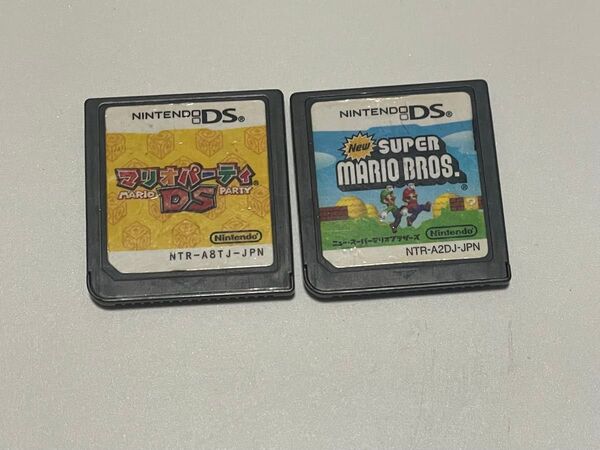 NINTENDO DS®
マリオパーティ
MARIO DS PARTY
Nintendo®
NTR-A8TJ-JPN
NINTENDO DS®
New SUPER
MARIO BROS.®
ニュー・スーパーマリオブラザーズ
Nintendo®
NTR-A2DJ-JPN